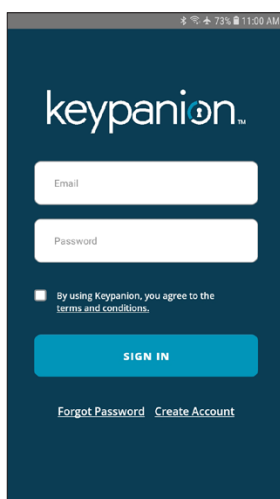 73% 11:00 AM
keypanion™
Email
Password
By using Keypanion, you agree to the
terms and conditions.
SIGN IN
Forgot Password Create Account